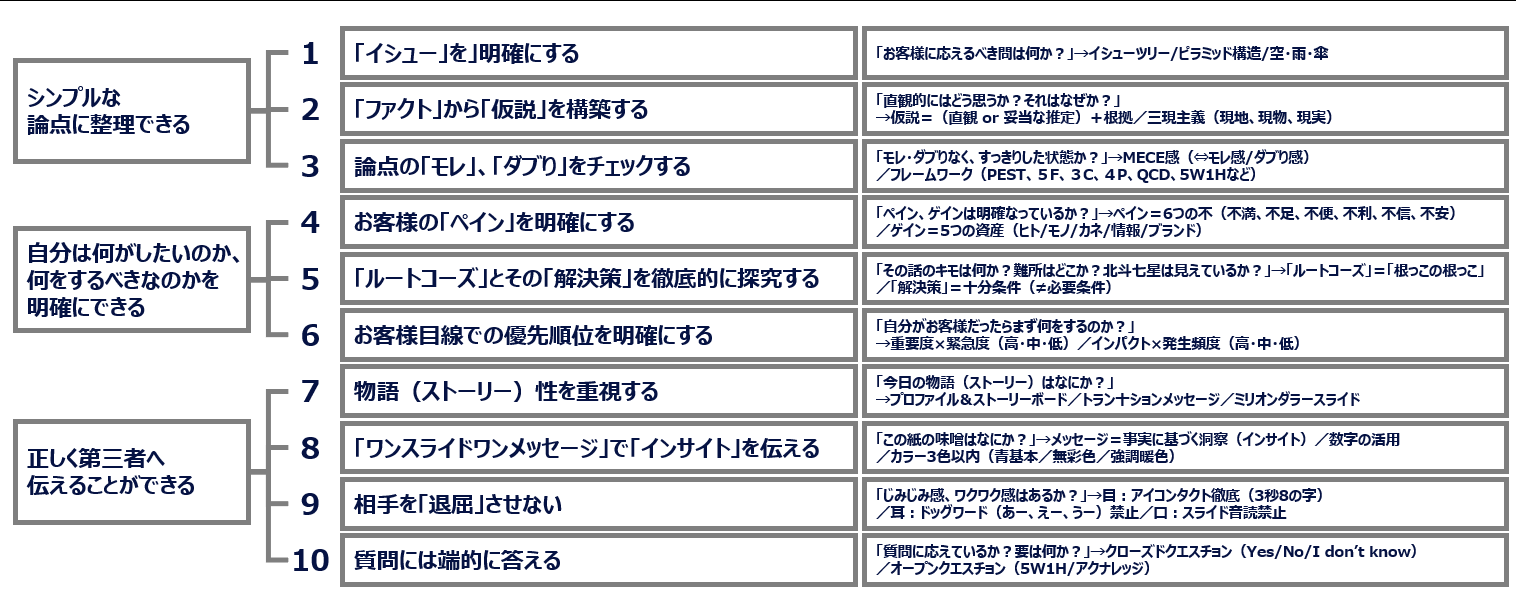 シンプルな
論点に整理できる
1
「イシュー」を」明確にする
「お客様に応えるべき問は何か？」→イシューツリー/ピラミッド構造/空・雨・傘
2
「ファクト」から「仮説」を構築する
「直観的にはどう思うか？それはなぜか？」
→仮説＝（直観 or 妥当な推定）＋根拠／三現主義（現地、現物、現実）
3
論点の「モレ」、「ダブり」をチェックする
「モレ・ダブりなく、すっきりした状態か？」→MECE感（⇔モレ感/ダブり感）
／フレームワーク（PEST、５F、３C、４P、QCD、5W1Hなど）
自分は何がしたいのか、
何をするべきなのかを
明確にできる
4
お客様の「ペイン」を明確にする
「ペイン、ゲインは明確なっているか？」→ペイン＝6つの不（不満、不足、不便、不利、不信、不安）
／ゲイン＝5つの資産（ヒト/モノ/カネ/情報/ブランド）
5
「ルートコーズ」とその「解決策」を徹底的に探究する
「その話のキモは何か？難所はどこか？北斗七星は見えているか？」→「ルートコーズ」＝「根っこの根っこ」
／「解決策」＝十分条件（≠必要条件）
6
お客様目線での優先順位を明確にする
「自分がお客様だったらまず何をするのか？」
→重要度×緊急度（高・中・低）／インパクト×発生頻度（高・中・低）
正しく第三者へ
伝えることができる
7
物語（ストーリー）性を重視する
「今日の物語（ストーリー）はなにか？」
→プロファイル＆ストーリーボード／トランナションメッセージ／ミリオンダラースライド
8
「ワンスライドワンメッセージ」で「インサイト」を伝える
「この紙の味噌はなにか？」→メッセージ＝事実に基づく洞察（インサイト）／数字の活用
／カラー3色以内（青基本／無彩色／強調暖色）
9
相手を「退屈」させない
「じみじみ感、ワクワク感はあるか？」→目：アイコンタクト徹底（3秒8の字）
／耳：ドッグワード（あー、えー、うー）禁止／口：スライド音読禁止
10
質問には端的に答える
「質問に応えているか？要は何か？」→クローズドクエスチョン（Yes/No/I don’t know）
／オープンクエスチョン（5W1H/アクナレッジ）